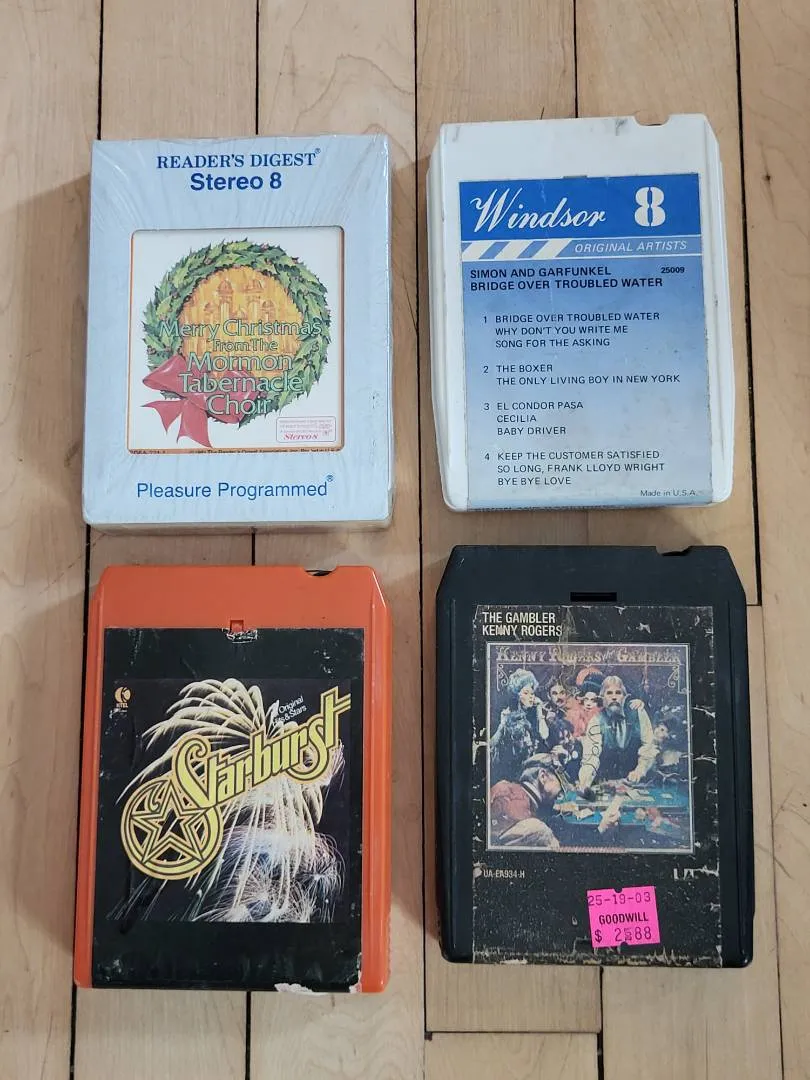 READER'S DIGEST®
Stereo 8
Merry Christmas
from The
Mormon
Tabernacle
Choir
Stereo 8
Pleasure Programmed®
Windsor 8
ORIGINAL ARTISTS
SIMON AND GARFUNKEL 25009
BRIDGE OVER TROUBLED WATER
1 BRIDGE OVER TROUBLED WATER
WHY DON'T YOU WRITE ME
SONG FOR THE ASKING
2 THE BOXER
THE ONLY LIVING BOY IN NEW YORK
3 EL CONDOR PASA
CECILIA
BABY DRIVER
4 KEEP THE CUSTOMER SATISFIED
SO LONG, FRANK LLOYD WRIGHT
BYE BYE LOVE
Made in U.S.A.
K
KTEL
Original
Hits & Stars
Starburst
THE GAMBLER
KENNY ROGERS
KENNY ROGERS GAMBLER
UA-EA934-H
25-19-03
GOODWILL
$ 2.88